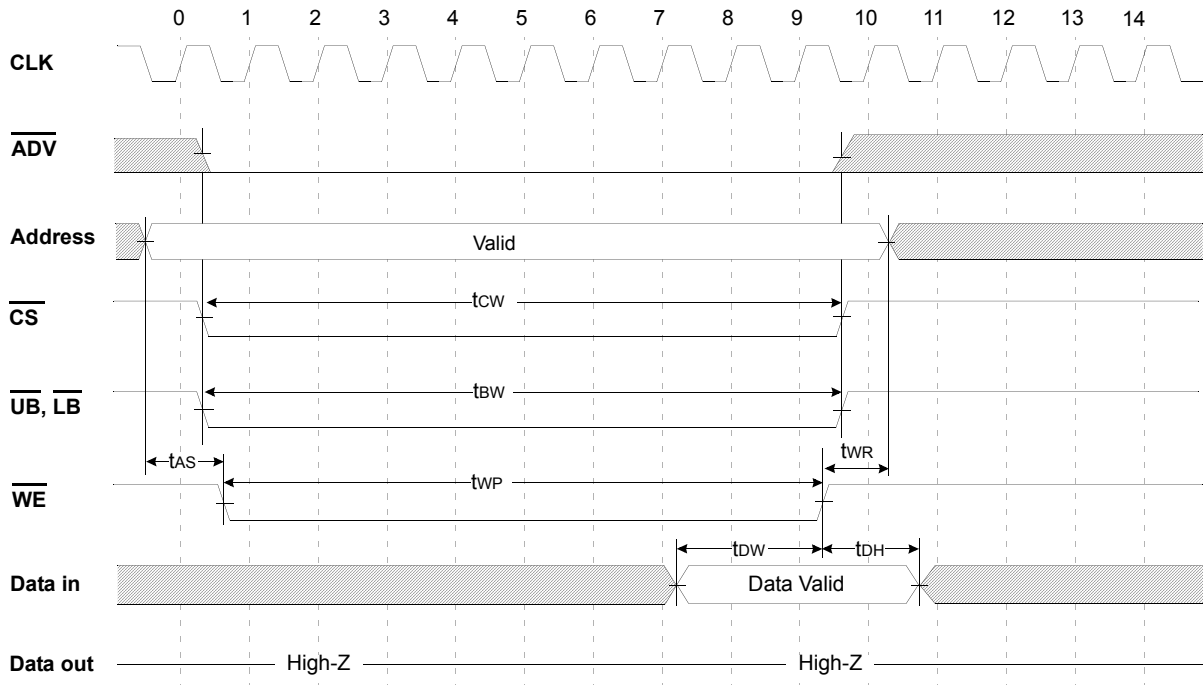 0 1 2 3 4 5 6 7 8 9 10 11 12 13 14
CLK
ADV
Address Valid
CS tCW
UB, LB tBW
tAS tWR
WE tWP
tDW tDH
Data in Data Valid
Data out High-Z High-Z